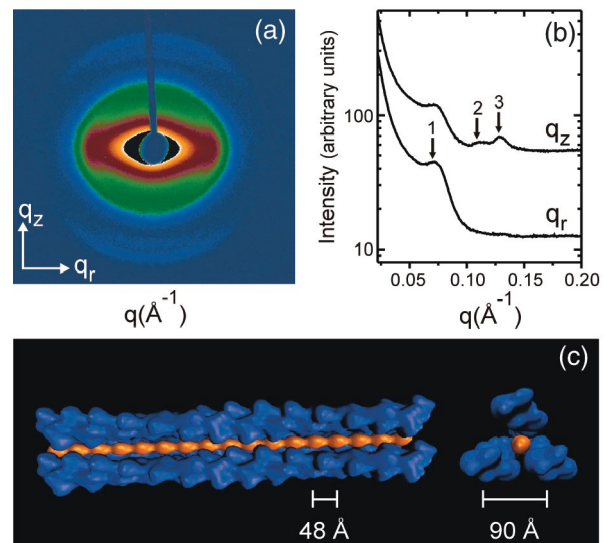 (a)
q_z
q_r
q(Å⁻¹)
(b)
Intensity (arbitrary units)
100
10
1
2
3
q_z
q_r
0.05 0.10 0.15 0.20
q(Å⁻¹)
(c)
48 Å
90 Å